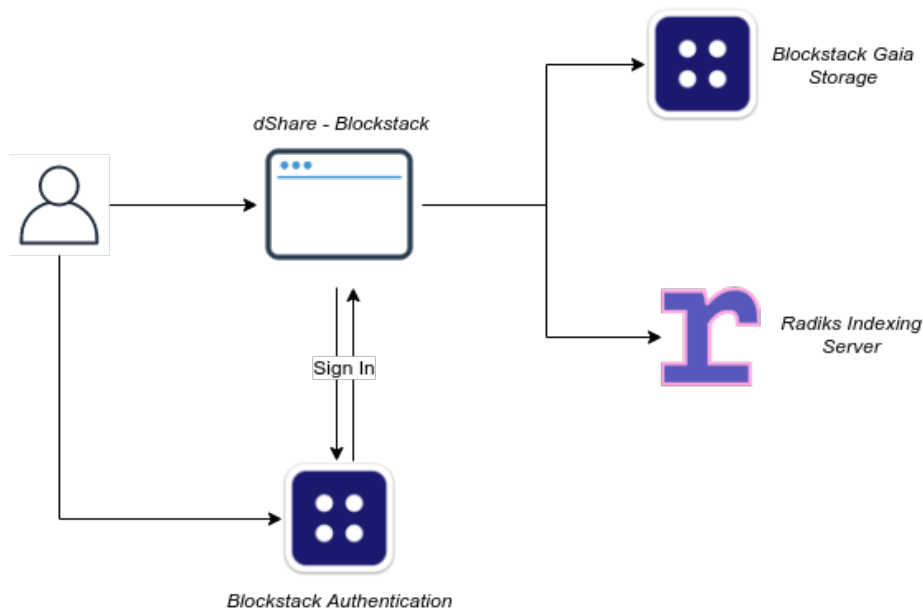 Blockstack Gaia
Storage
dShare - Blockstack
Radiks Indexing
Server
Sign In
Blockstack Authentication